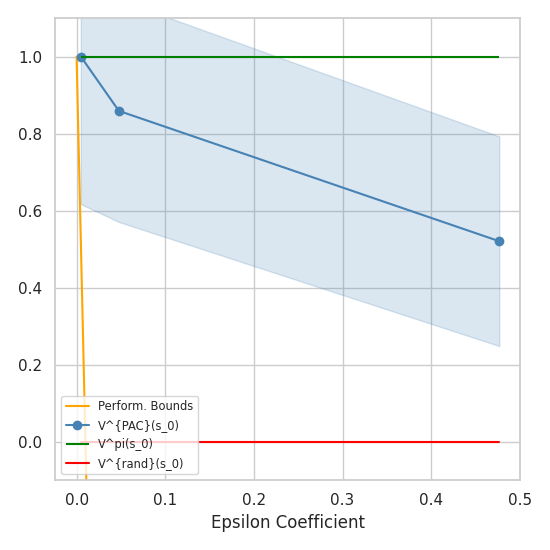 1.0
0.8
0.6
0.4
0.2
0.0
Perform. Bounds
V^{PAC}(s_0)
V^pi(s_0)
V^{rand}(s_0)
0.0 0.1 0.2 0.3 0.4 0.5
Epsilon Coefficient